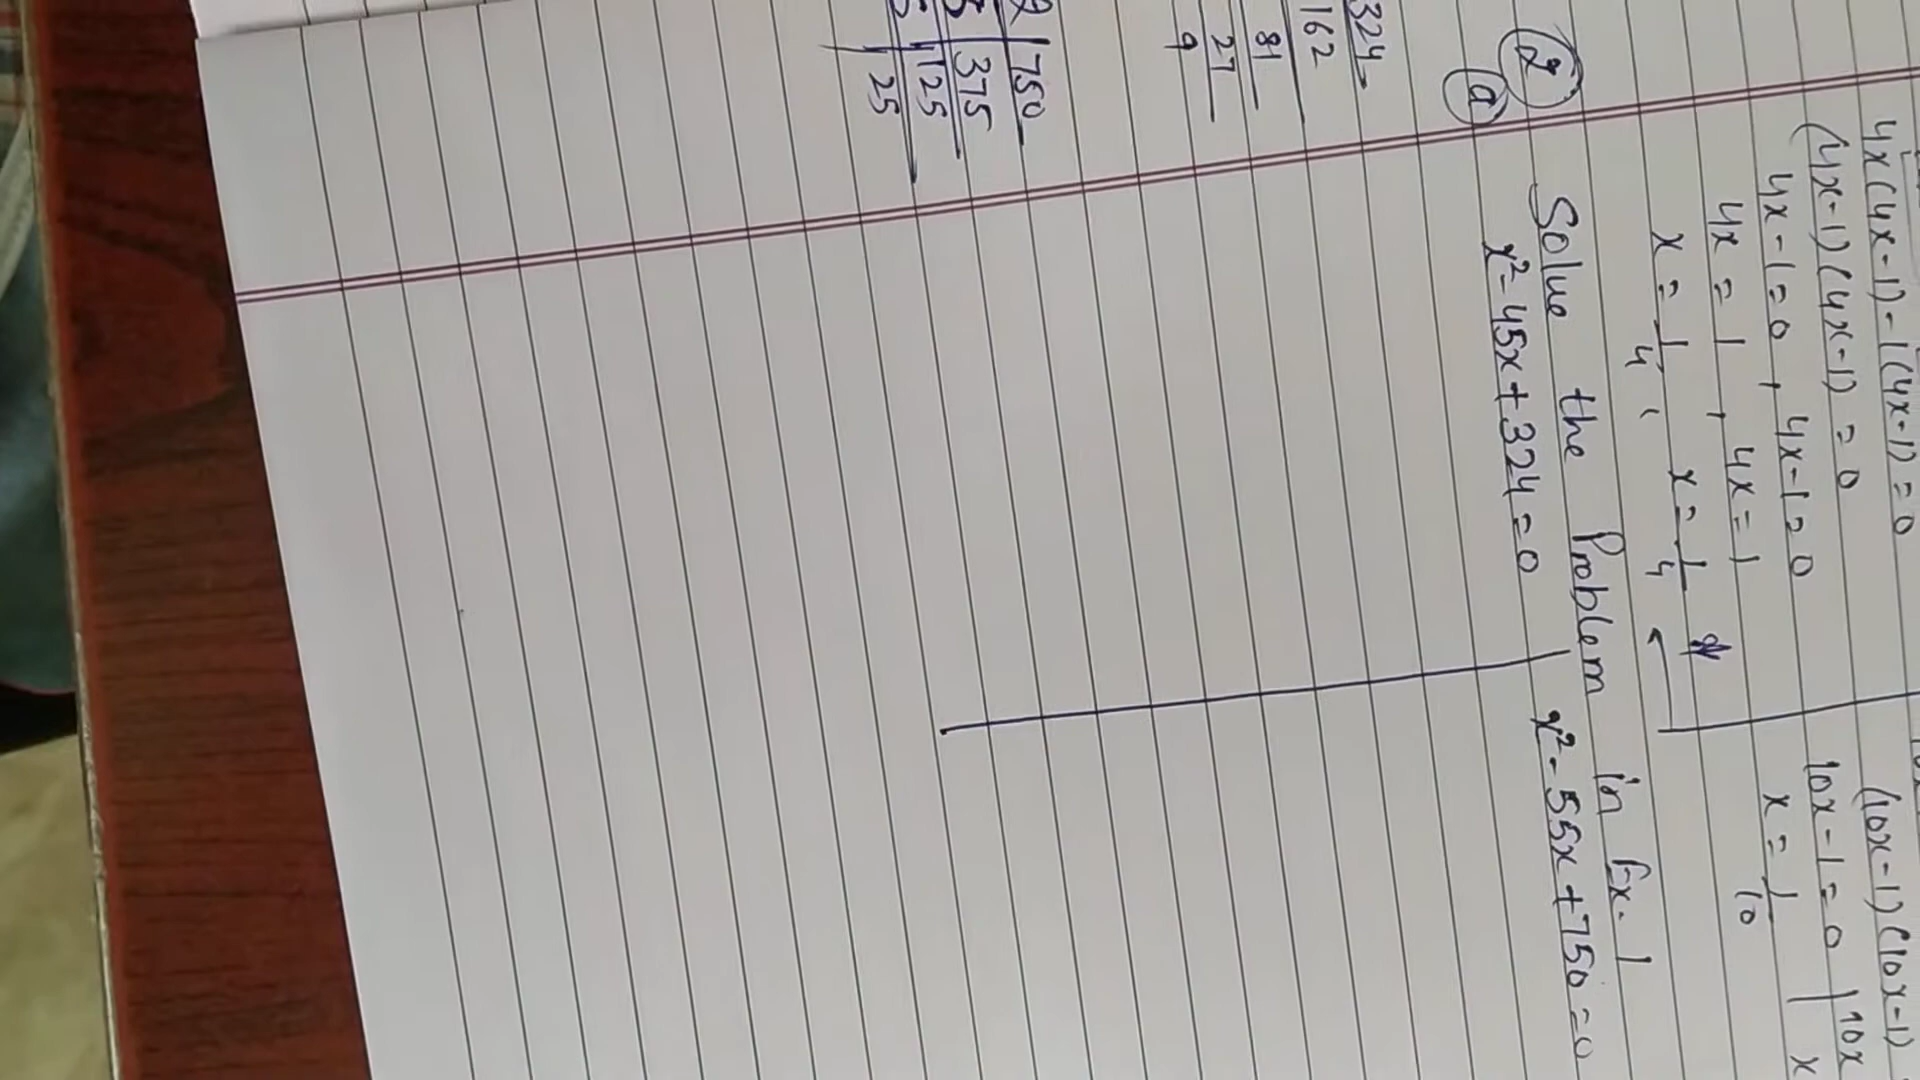 4x(4x-1)-1(4x-1)=0
(4x-1)(4x-1)=0
4x-1=0, 4x-1=0
4x=1, 4x=1
x=1/4, x=1/4
(10x-1)(10x-1)
10x-1=0 | 10x
x=1/10 | x
2 Solve the Problem in Ex. 1
a x²-45x+324=0
x²-55x+750=0
324
162
81
27
9
2|750
375
125
25